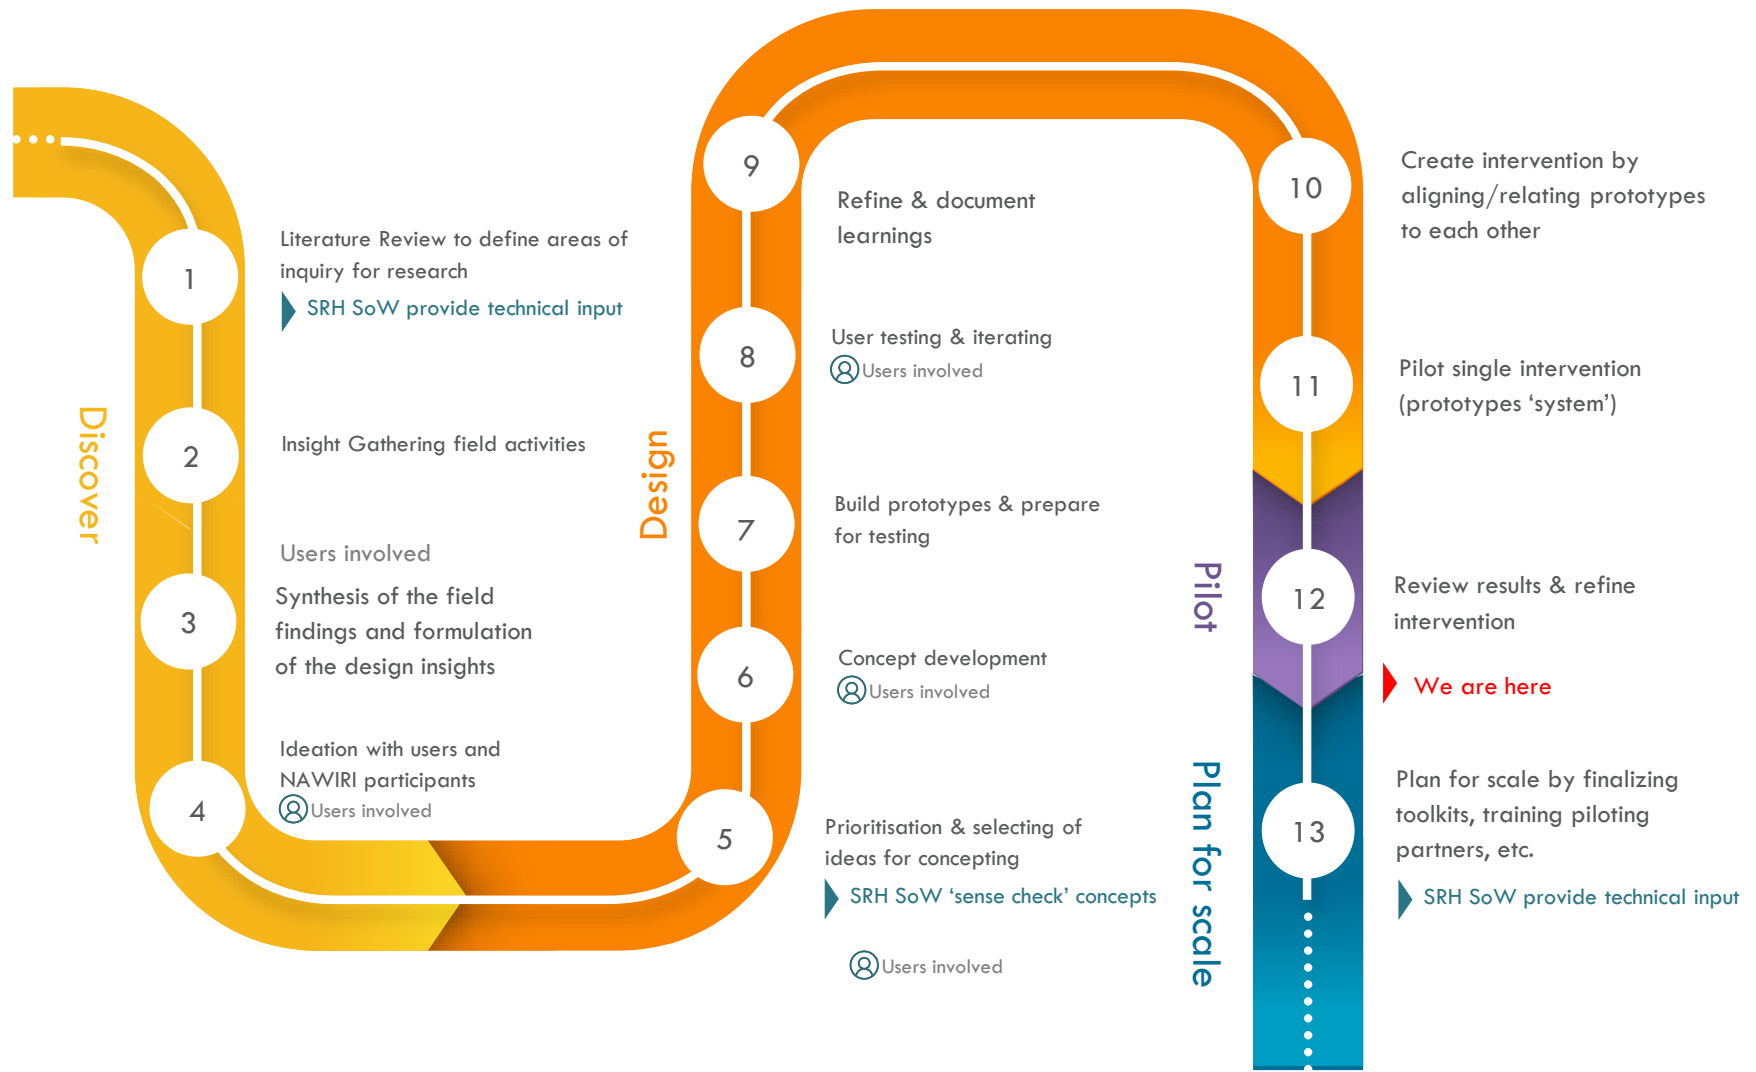 Discover
1
Literature Review to define areas of
inquiry for research
SRH SoW provide technical input
2
Insight Gathering field activities
Users involved
3
Synthesis of the field
findings and formulation
of the design insights
4
Ideation with users and
NAWIRI participants
Users involved
Design
5
Prioritisation & selecting of
ideas for concepting
SRH SoW ‘sense check’ concepts
Users involved
6
Concept development
Users involved
7
Build prototypes & prepare
for testing
8
User testing & iterating
Users involved
9
Refine & document
learnings
10
Create intervention by
aligning/relating prototypes
to each other
11
Pilot single intervention
(prototypes ‘system’)
Pilot
12
Review results & refine
intervention
We are here
Plan for scale
13
Plan for scale by finalizing
toolkits, training piloting
partners, etc.
SRH SoW provide technical input